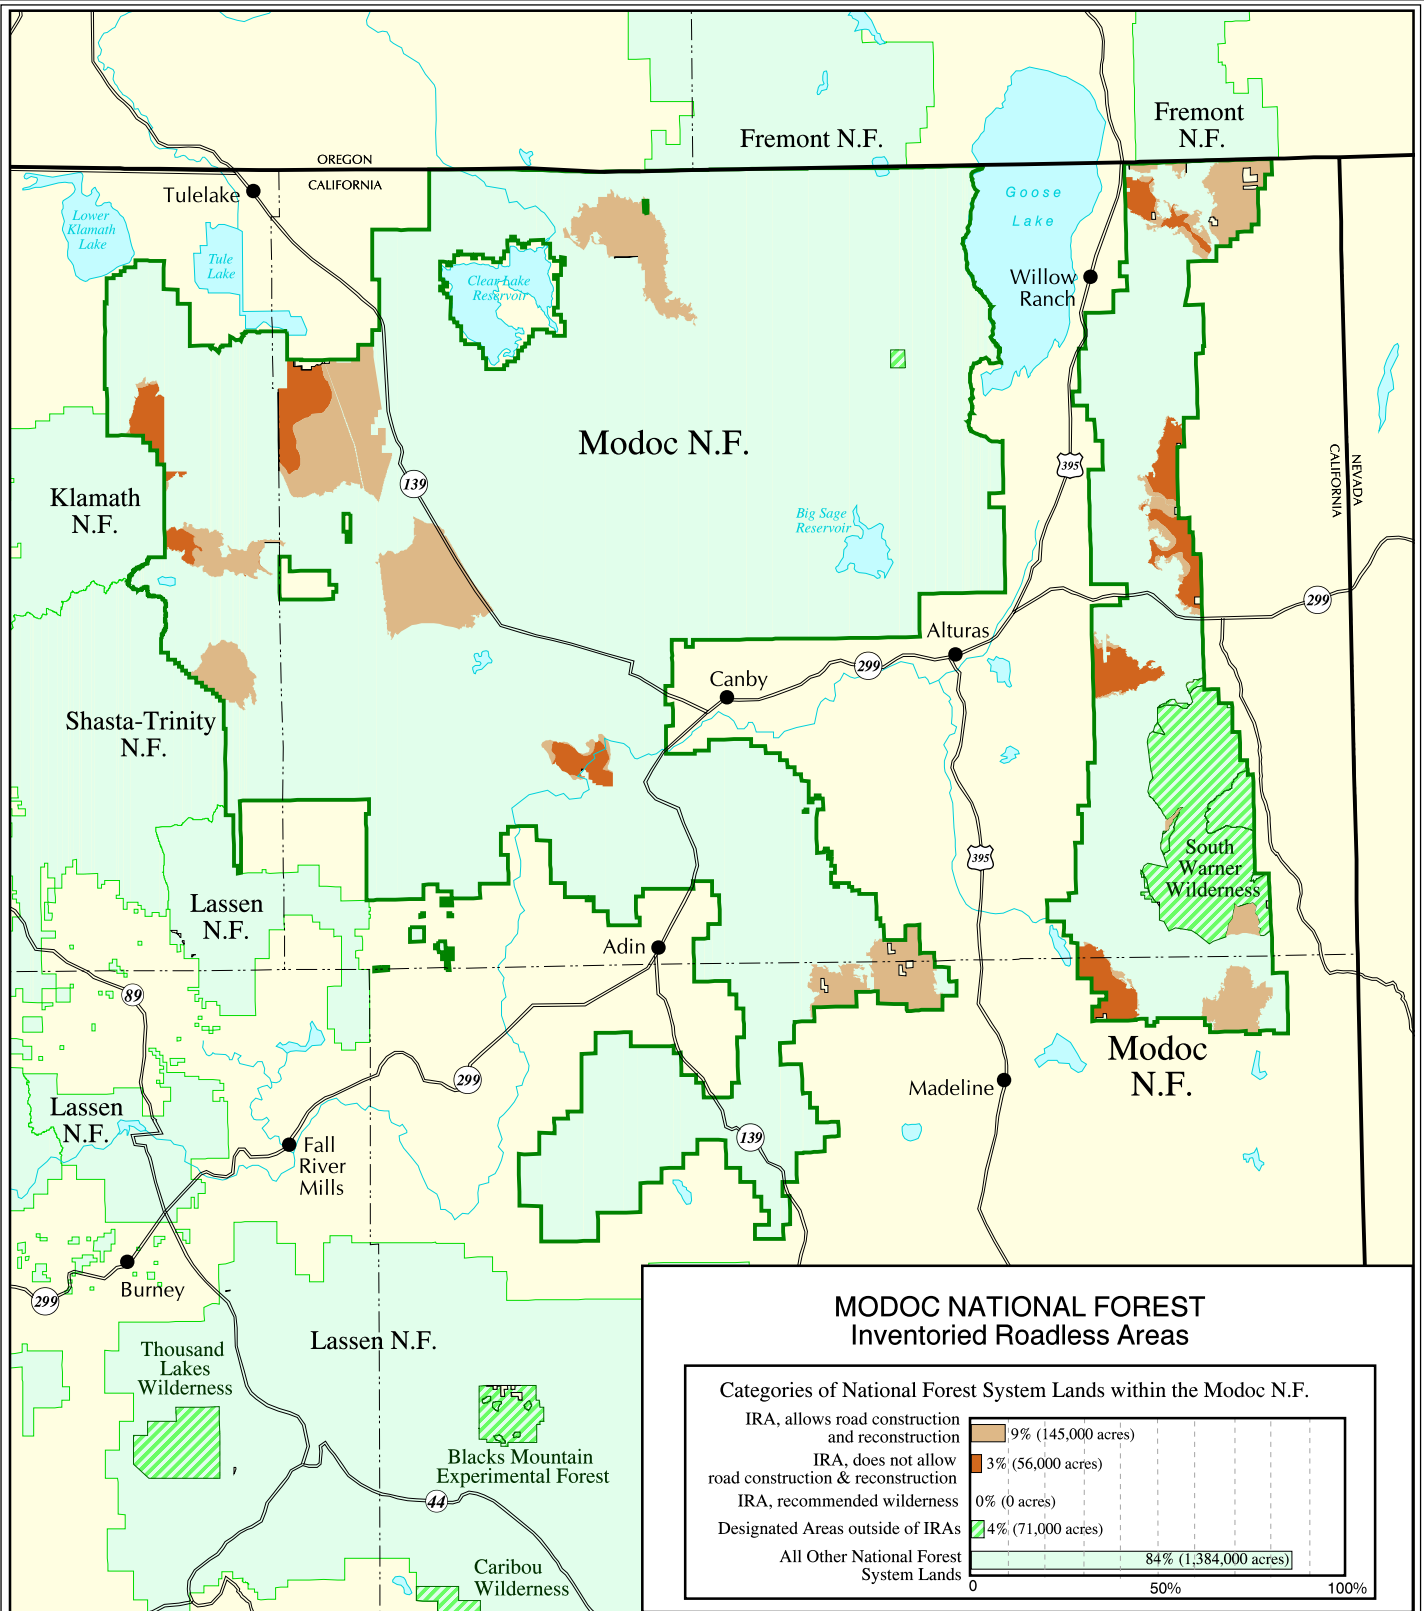 Fremont N.F.
Fremont
N.F.
OREGON
CALIFORNIA
Tulelake
Lower
Klamath
Lake
Tule
Lake
Clear Lake
Reservoir
Goose
Lake
Willow
Ranch
Modoc N.F.
395
139
Klamath
N.F.
Big Sage
Reservoir
NEVADA
CALIFORNIA
299
Alturas
299
Canby
Shasta-Trinity
N.F.
395
South
Warner
Wilderness
Lassen
N.F.
Adin
89
Modoc
N.F.
299
Madeline
Lassen
N.F.
139
Fall
River
Mills
Burney
299
Lassen N.F.
Thousand
Lakes
Wilderness
Blacks Mountain
Experimental Forest
44
Caribou
Wilderness
MODOC NATIONAL FOREST
Inventoried Roadless Areas
Categories of National Forest System Lands within the Modoc N.F.
IRA, allows road construction
and reconstruction
9% (145,000 acres)
IRA, does not allow
road construction & reconstruction
3% (56,000 acres)
IRA, recommended wilderness
0% (0 acres)
Designated Areas outside of IRAs
4% (71,000 acres)
All Other National Forest
System Lands
84% (1,384,000 acres)
0 50% 100%